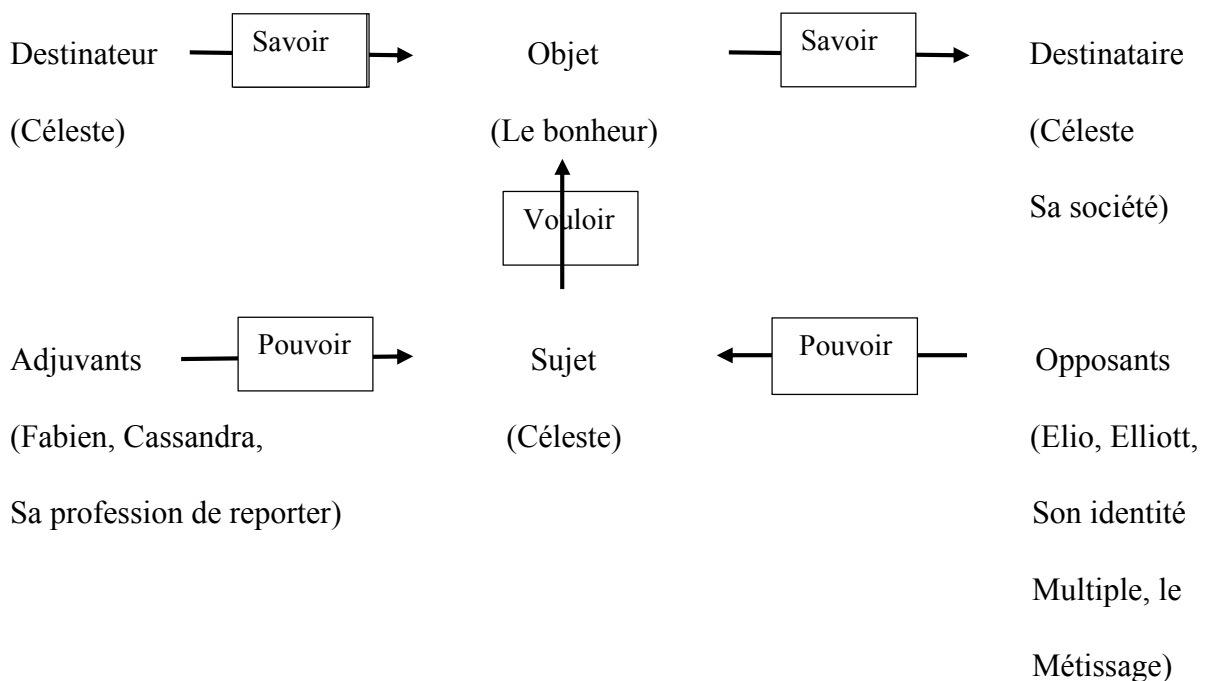 Destinateur Savoir Objet Savoir Destinataire
(Céleste) (Le bonheur) (Céleste
Sa société)
Vouloir
Adjuvants Pouvoir Sujet Pouvoir Opposants
(Fabien, Cassandra, (Céleste) (Elio, Elliott,
Sa profession de reporter) Son identité
Multiple, le
Métissage)